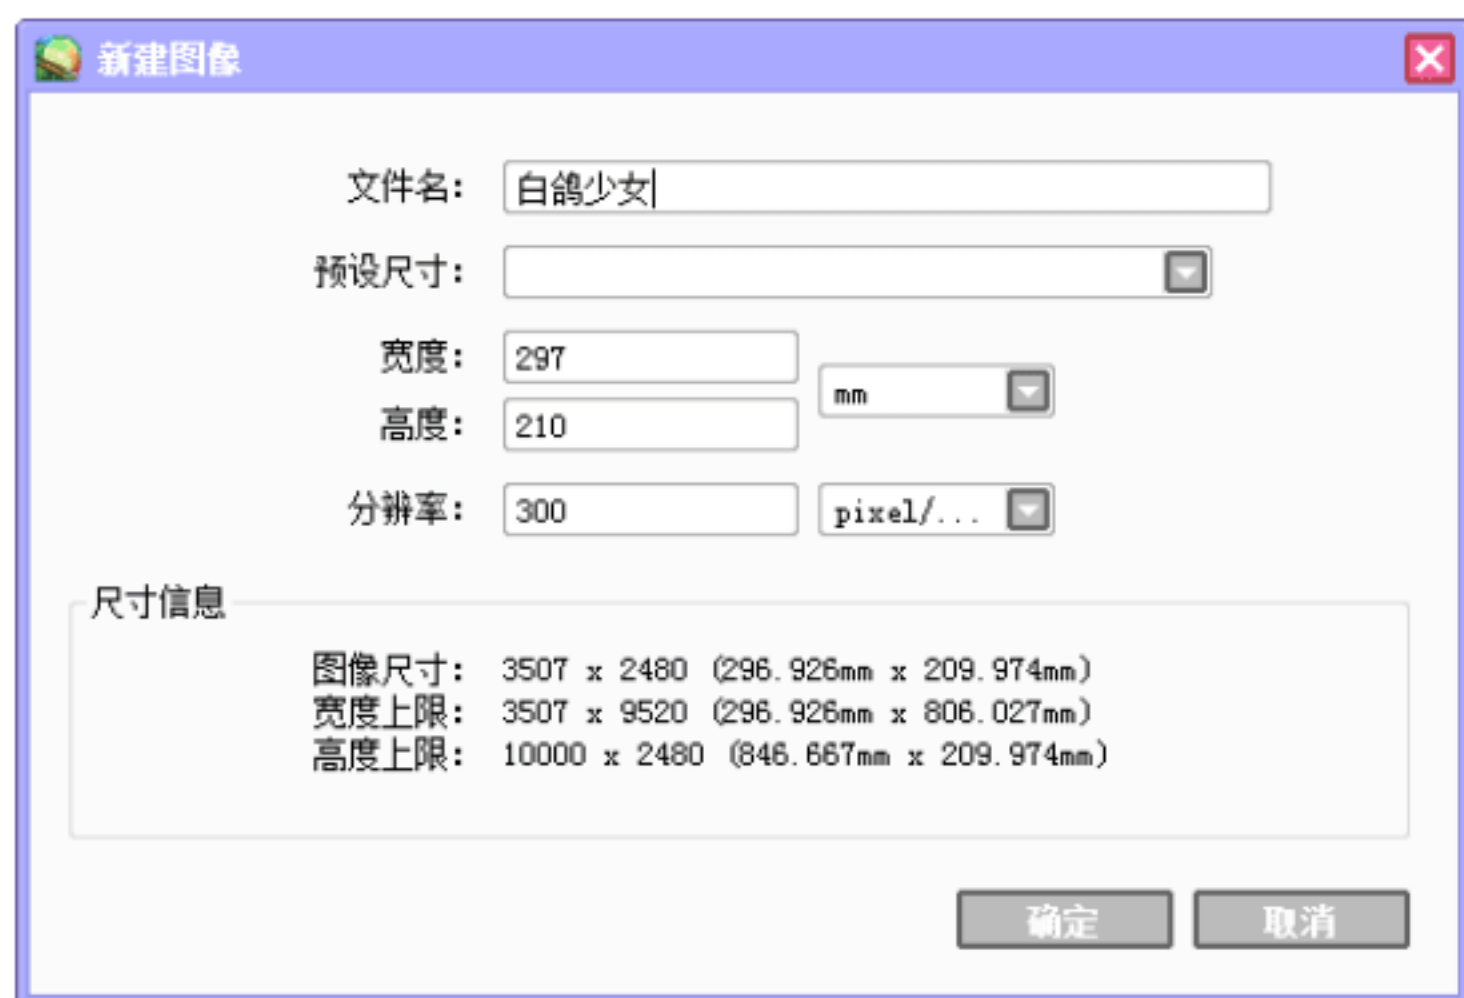 新建图像
文件名: 白鸽少女
预设尺寸:
宽度: 297
mm
高度: 210
分辨率: 300 pixel/...
尺寸信息
图像尺寸: 3507 x 2480 (296.926mm x 209.974mm)
宽度上限: 3507 x 9520 (296.926mm x 806.027mm)
高度上限: 10000 x 2480 (846.667mm x 209.974mm)
确定 取消